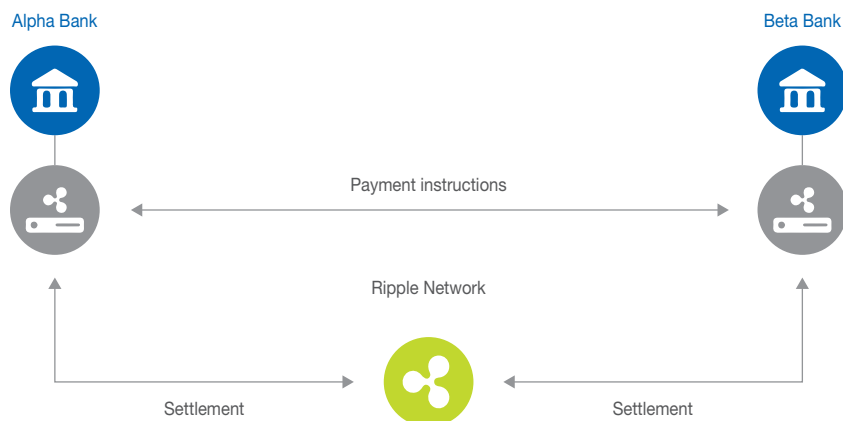 Alpha Bank
Beta Bank
Payment instructions
Ripple Network
Settlement
Settlement